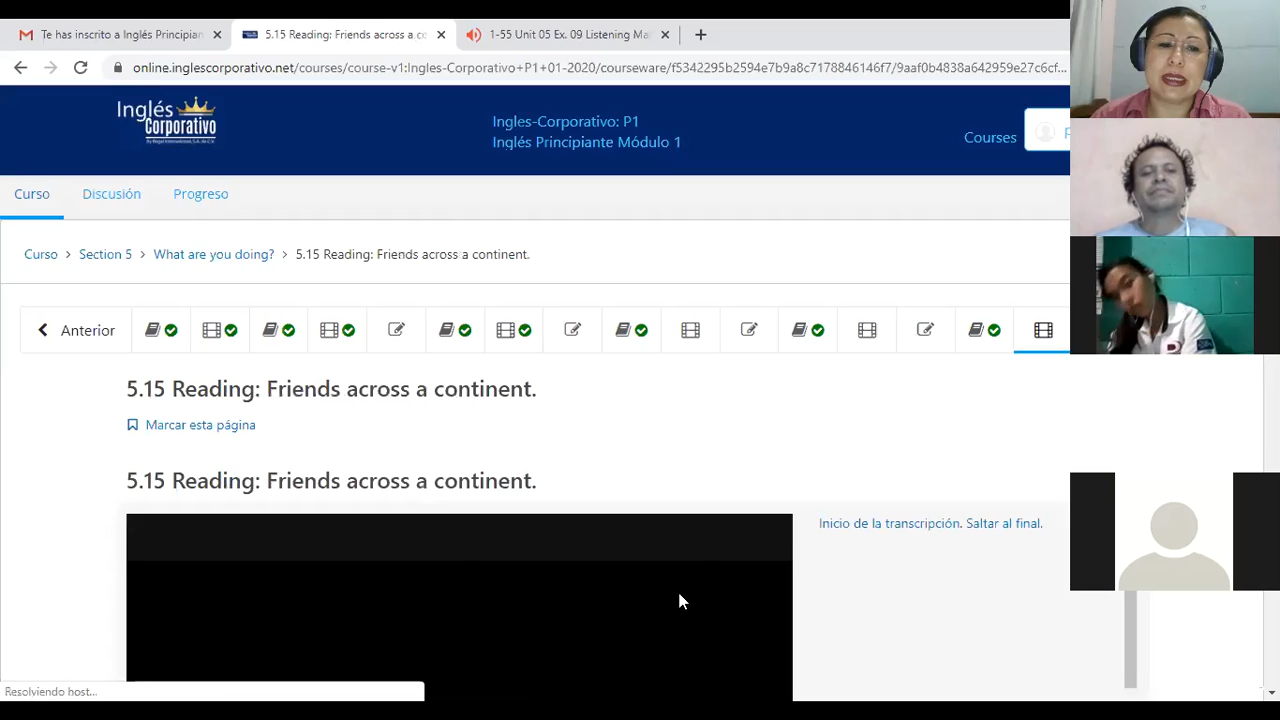 Te has inscrito a Inglés Principian
5.15 Reading: Friends across a co
1-55 Unit 05 Ex. 09 Listening Ma
online.inglescorporativo.net/courses/course-v1:Ingles-Corporativo+P1+01-2020/courseware/f5342295b2594e7b9a8c7178846146f7/9aaf0b4838a642959e27c6cf...
Inglés
Corporativo
Ingles-Corporativo: P1
Inglés Principiante Módulo 1
Courses
Curso
Discusión
Progreso
Curso > Section 5 > What are you doing? > 5.15 Reading: Friends across a continent.
Anterior
5.15 Reading: Friends across a continent.
Marcar esta página
5.15 Reading: Friends across a continent.
Inicio de la transcripción. Saltar al final.
Resolviendo host...